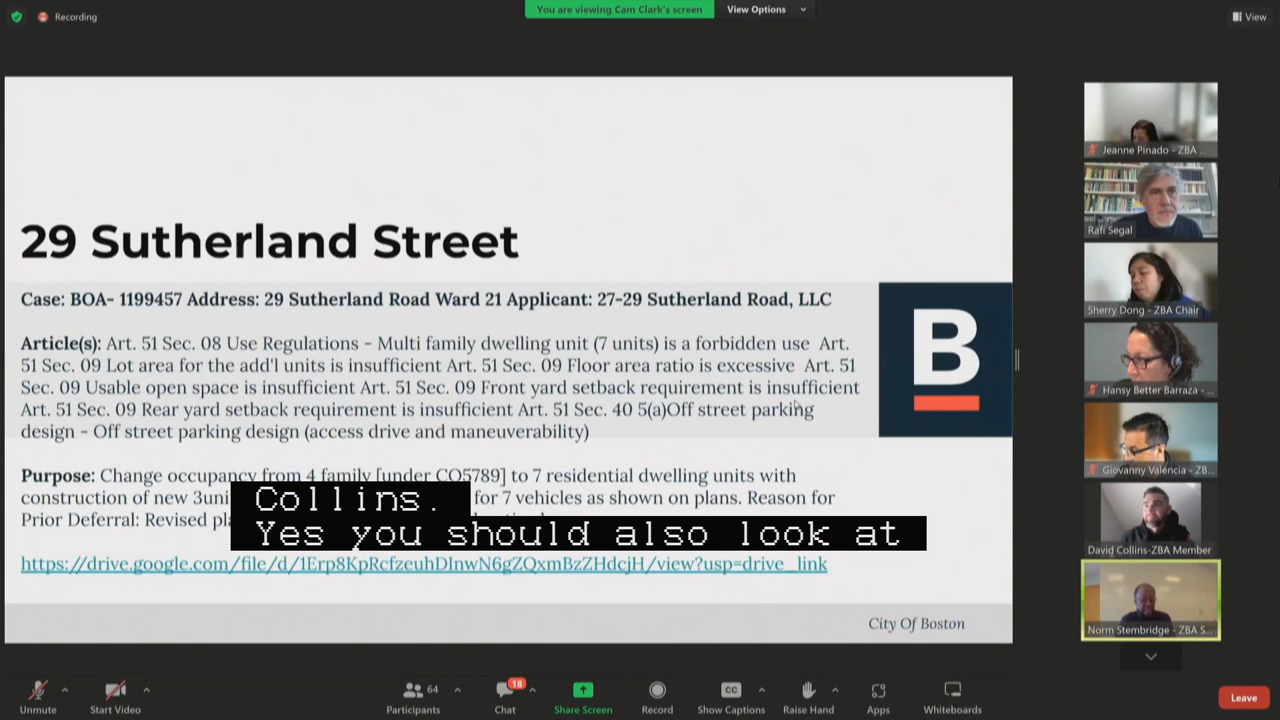 You are viewing Cam Clark's screen
View Options
Recording
View
29 Sutherland Street
Case: BOA- 1199457 Address: 29 Sutherland Road Ward 21 Applicant: 27-29 Sutherland Road, LLC
Article(s): Art. 51 Sec. 08 Use Regulations - Multi family dwelling unit (7 units) is a forbidden use Art.
51 Sec. 09 Lot area for the add'l units is insufficient Art. 51 Sec. 09 Floor area ratio is excessive Art. 51
Sec. 09 Usable open space is insufficient Art. 51 Sec. 09 Front yard setback requirement is insufficient
Art. 51 Sec. 09 Rear yard setback requirement is insufficient Art. 51 Sec. 40 5(a)Off street parking
design - Off street parking design (access drive and maneuverability)
B
Purpose: Change occupancy from 4 family [under CO5789] to 7 residential dwelling units with
construction of new 3uni for 7 vehicles as shown on plans. Reason for
Prior Deferral: Revised pl
Collins.
Yes you should also look at
https://drive.google.com/file/d/1Erp8KpRcfzeuhDInwN6gZQxmBzZHdcjH/view?usp=drive_link
City Of Boston
Jeanne Pinado - ZBA ...
Rafi Segal
Sherry Dong - ZBA Chair
Hansy Better Barraza - ...
Giovanny Valencia - ZB...
David Collins-ZBA Member
Norm Stembridge - ZBA S...
Unmute
Start Video
64
Participants
18
Chat
Share Screen
Record
CC
Show Captions
Raise Hand
Apps
Whiteboards
Leave